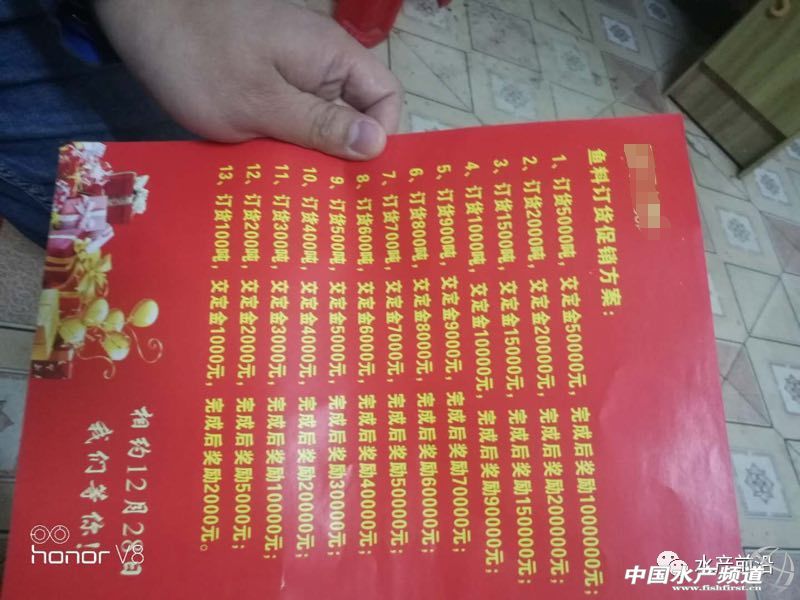 鱼料订货促销方案：
1、订货5000吨，交定金50000元，完成后奖励1000000元；
2、订货2000吨，交定金20000元，完成后奖励200000元；
3、订货1500吨，交定金15000元，完成后奖励150000元；
4、订货1000吨，交定金10000元，完成后奖励90000元；
5、订货900吨，交定金9000元，完成后奖励70000元；
6、订货800吨，交定金8000元，完成后奖励60000元；
7、订货700吨，交定金7000元，完成后奖励50000元；
8、订货600吨，交定金6000元，完成后奖励40000元；
9、订货500吨，交定金5000元，完成后奖励30000元；
10、订货400吨，交定金4000元，完成后奖励20000元；
11、订货300吨，交定金3000元，完成后奖励10000元；
12、订货200吨，交定金2000元，完成后奖励5000元；
13、订货100吨，交定金1000元，完成后奖励2000元。
相约12月28日
我们等你！
honor V8
水产前沿
中国水产频道
www.fishfirst.cn